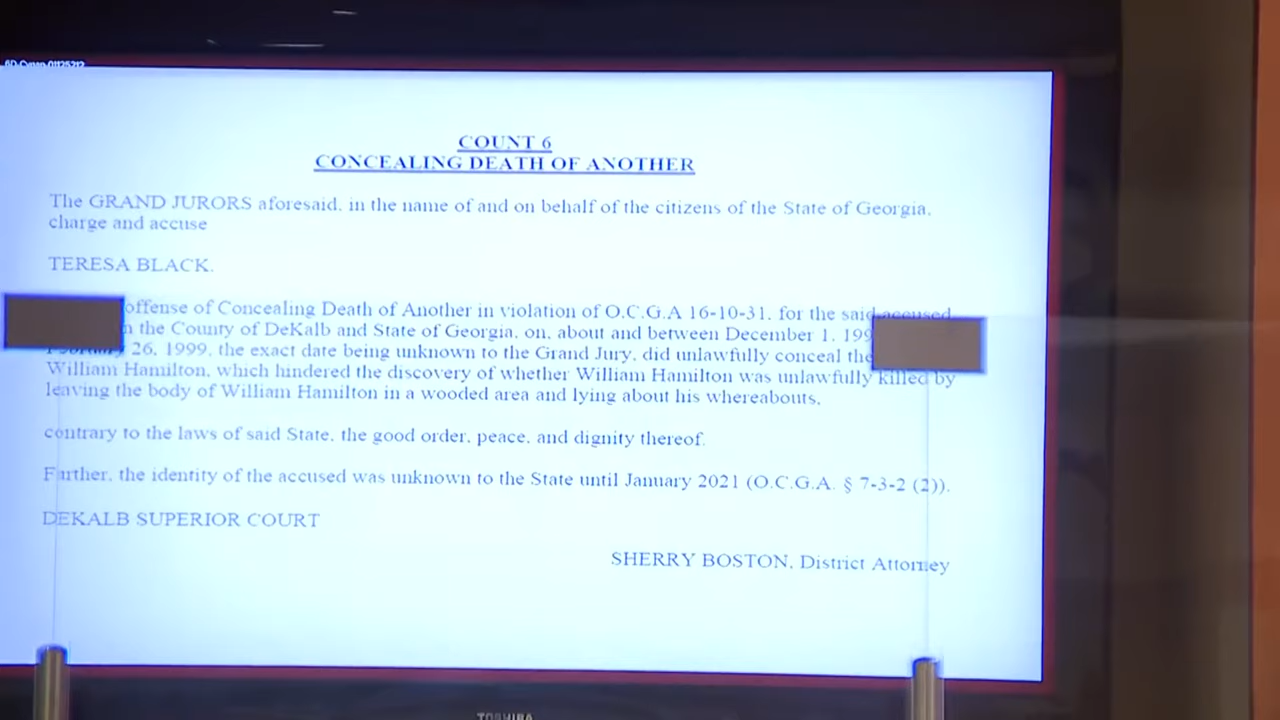 COUNT 6
CONCEALING DEATH OF ANOTHER
The GRAND JURORS aforesaid, in the name of and on behalf of the citizens of the State of Georgia,
charge and accuse
TERESA BLACK.
offense of Concealing Death of Another in violation of O.C.G.A 16-10-31, for the said accused
the County of DeKalb and State of Georgia, on, about and between December 1, 199
26, 1999, the exact date being unknown to the Grand Jury, did unlawfully conceal the
William Hamilton, which hindered the discovery of whether William Hamilton was unlawfully killed by
leaving the body of William Hamilton in a wooded area and lying about his whereabouts,
contrary to the laws of said State, the good order, peace, and dignity thereof.
Further, the identity of the accused was unknown to the State until January 2021 (O.C.G.A. § 7-3-2 (2)).
DEKALB SUPERIOR COURT
SHERRY BOSTON, District Attorney
TOSHIBA